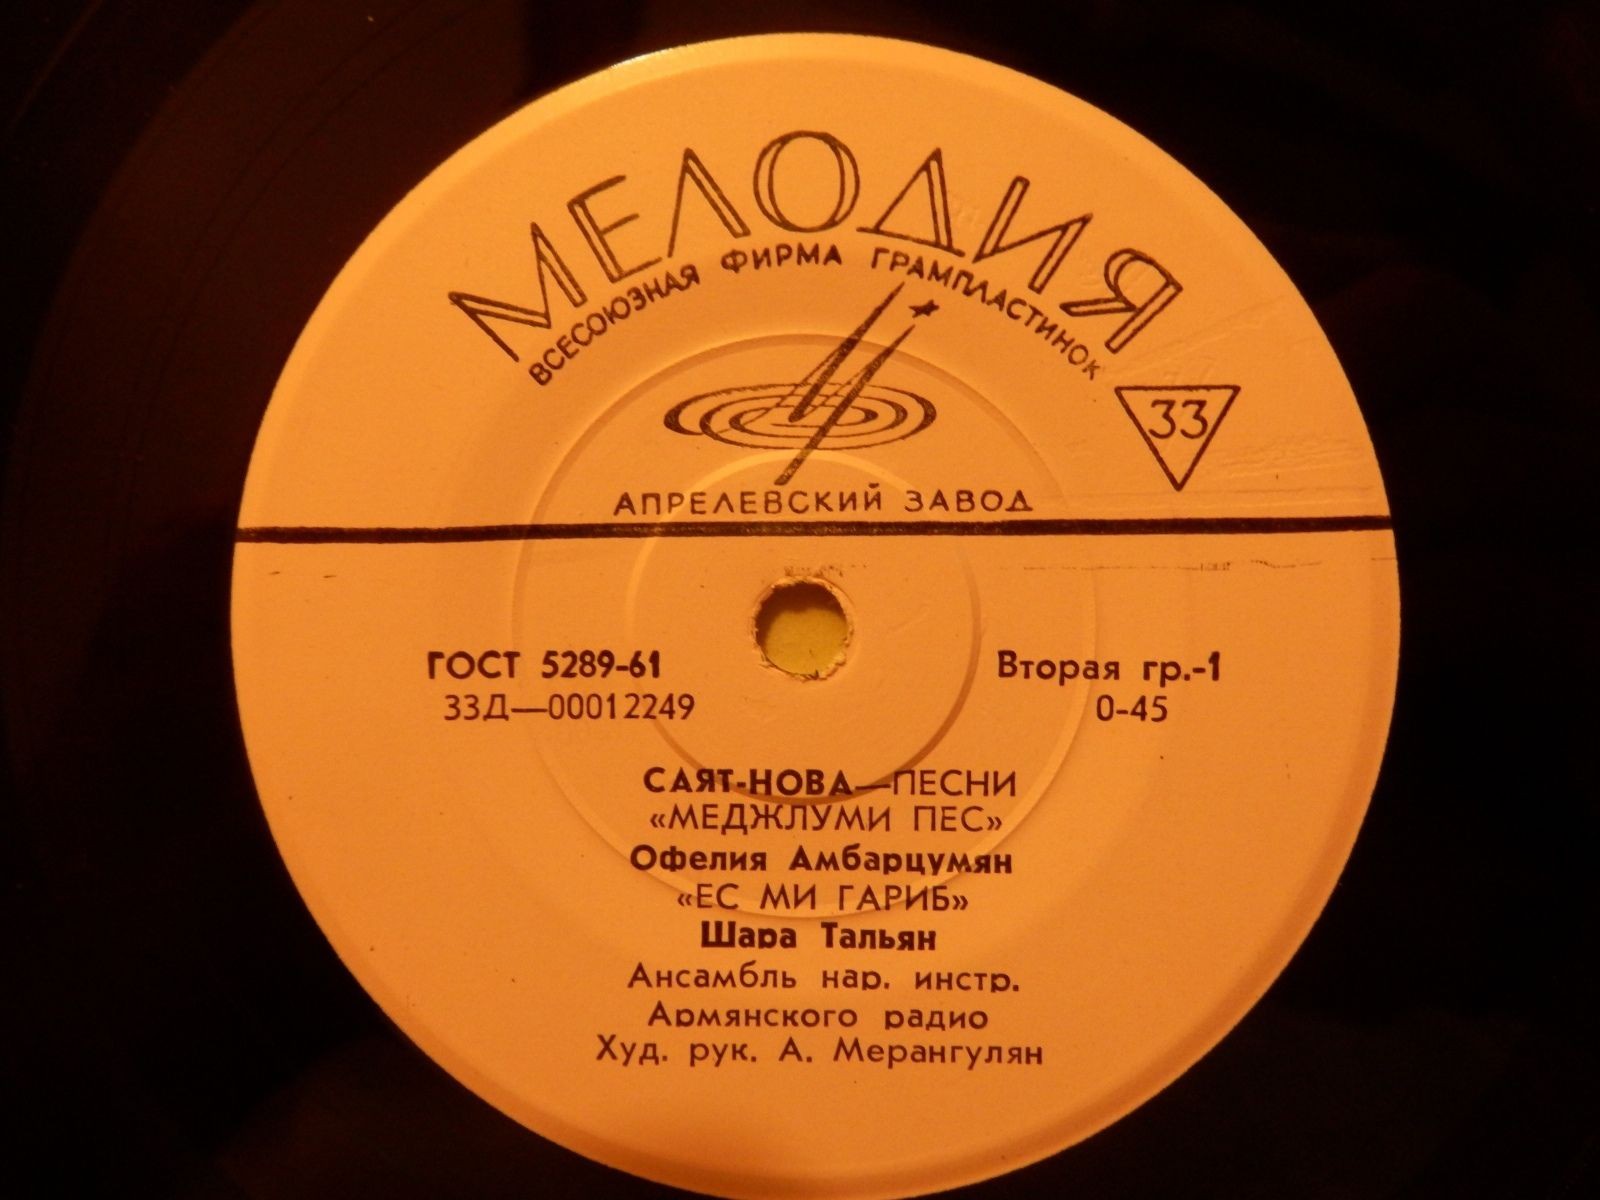 МЕЛОДИЯ
ВСЕСОЮЗНАЯ ФИРМА ГРАМПЛАСТИНОК
33
АПРЕЛЕВСКИЙ ЗАВОД
ГОСТ 5289-61
Вторая гр.-1
33Д—00012249
0-45
САЯТ-НОВА—ПЕСНИ
«МЕДЖЛУМИ ПЕС»
Офелия Амбарцумян
«ЕС МИ ГАРИБ»
Шара Тальян
Ансамбль нар. инстр.
Армянского радио
Худ. рук. А. Мерангулян